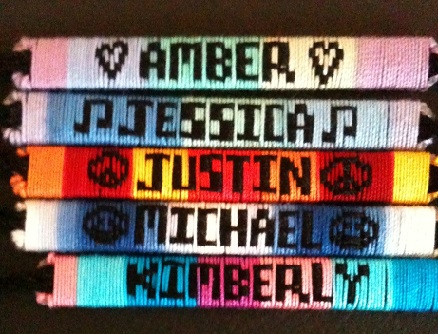 AMBER
JESSICA
JUSTIN
MICHAEL
KIMBERLY